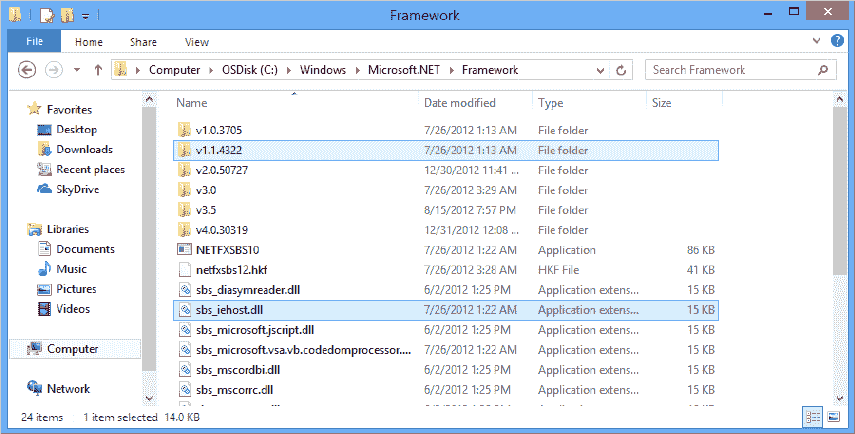 Framework
File Home Share View
Computer OSDisk (C:) Windows Microsoft.NET Framework Search Framework
Name Date modified Type Size
Favorites
Desktop
Downloads
Recent places
SkyDrive
Libraries
Documents
Music
Pictures
Videos
Computer
Network
v1.0.3705 7/26/2012 1:13 AM File folder
v1.1.4322 7/26/2012 1:13 AM File folder
v2.0.50727 12/30/2012 11:41 ... File folder
v3.0 7/26/2012 3:29 AM File folder
v3.5 8/15/2012 7:57 PM File folder
v4.0.30319 12/31/2012 12:08 ... File folder
NETFXSBS10 7/26/2012 1:22 AM Application 86 KB
netfxsbs12.hkf 7/26/2012 3:28 AM HKF File 41 KB
sbs_diasymreader.dll 6/2/2012 1:25 PM Application extens... 15 KB
sbs_iehost.dll 7/26/2012 1:22 AM Application extens... 15 KB
sbs_microsoft.jscript.dll 6/2/2012 1:25 PM Application extens... 15 KB
sbs_microsoft.vsa.vb.codedomprocessor.... 7/26/2012 1:22 AM Application extens... 15 KB
sbs_mscordbi.dll 6/2/2012 1:25 PM Application extens... 15 KB
sbs_mscorrc.dll 6/2/2012 1:25 PM Application extens... 15 KB
24 items 1 item selected 14.0 KB